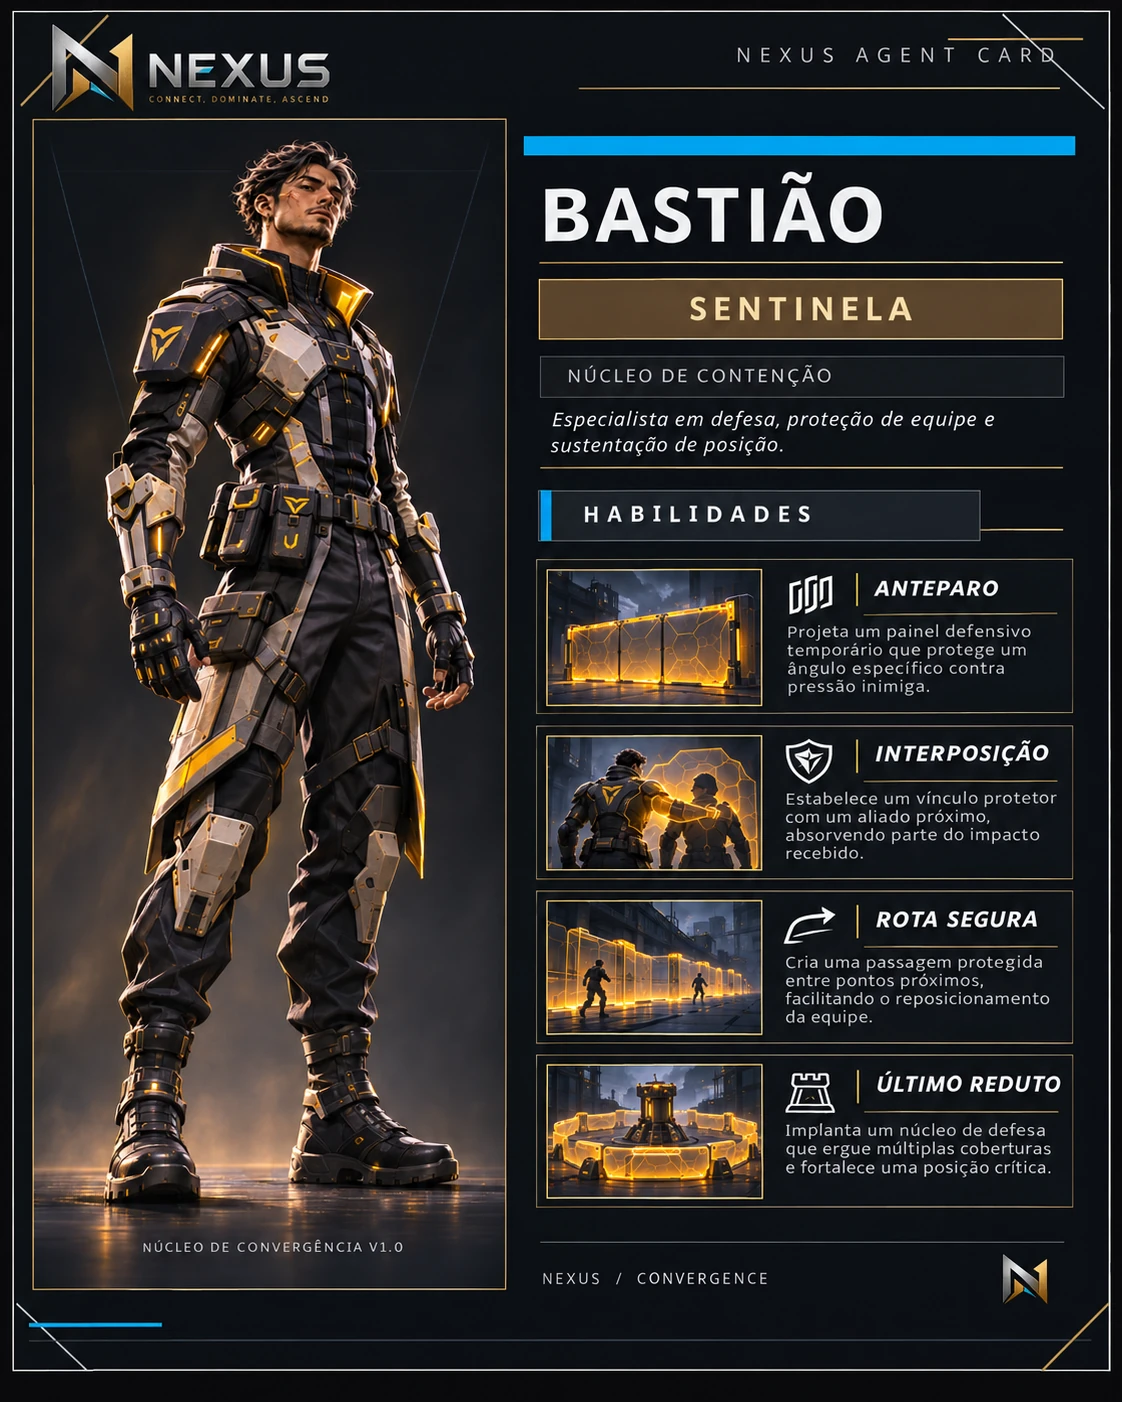 NEXUS
CONNECT, DOMINATE, ASCEND
NEXUS AGENT CARD
BASTIÃO
SENTINELA
NÚCLEO DE CONTENÇÃO
Especialista em defesa, proteção de equipe e
sustentação de posição.
HABILIDADES
ANTEPARO
Projeta um painel defensivo
temporário que protege um
ângulo específico contra
pressão inimiga.
INTERPOSIÇÃO
Estabelece um vínculo protetor
com um aliado próximo,
absorvendo parte do impacto
recebido.
ROTA SEGURA
Cria uma passagem protegida
entre pontos próximos,
facilitando o reposicionamento
da equipe.
ÚLTIMO REDUTO
Implanta um núcleo de defesa
que ergue múltiplas coberturas
e fortalece uma posição crítica.
NÚCLEO DE CONVERGÊNCIA V1.0
NEXUS / CONVERGENCE